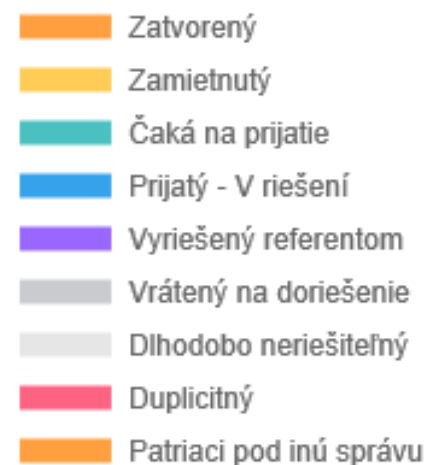 Zatvorený
Zamietnutý
Čaká na prijatie
Prijatý - V riešení
Vyriešený referentom
Vrátený na doriešenie
Dlhodobo neriešiteľný
Duplicitný
Patriaci pod inú správu